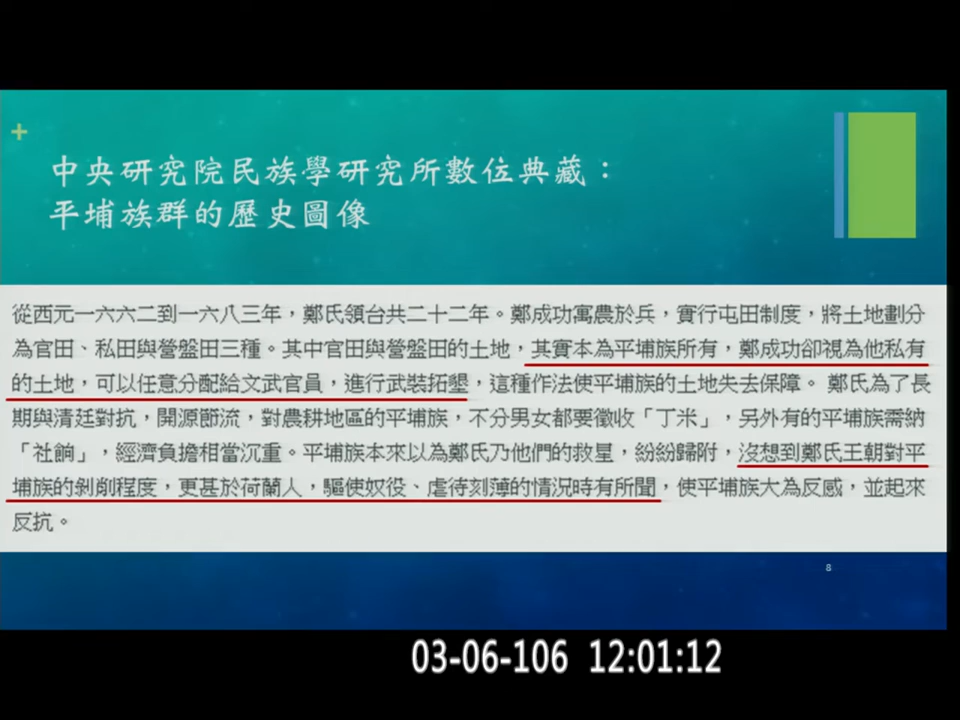 +
中央研究院民族學研究所數位典藏：
平埔族群的歷史圖像
從西元一六六二到一六八三年，鄭氏領台共二十二年。鄭成功寓農於兵，實行屯田制度，將土地劃分
為官田、私田與營盤田三種。其中官田與營盤田的土地，其實本為平埔族所有，鄭成功卻視為他私有
的土地，可以任意分配給文武官員，進行武裝拓墾，這種作法使平埔族的土地失去保障。 鄭氏為了長
期與清廷對抗，開源節流，對農耕地區的平埔族，不分男女都要徵收「丁米」，另外有的平埔族需納
「社餉」，經濟負擔相當沉重。平埔族本來以為鄭氏乃他們的救星，紛紛歸附，沒想到鄭氏王朝對平
埔族的剝削程度，更甚於荷蘭人，驅使奴役、虐待刻薄的情況時有所聞，使平埔族大為反感，並起來
反抗。
8
03-06-106 12:01:12